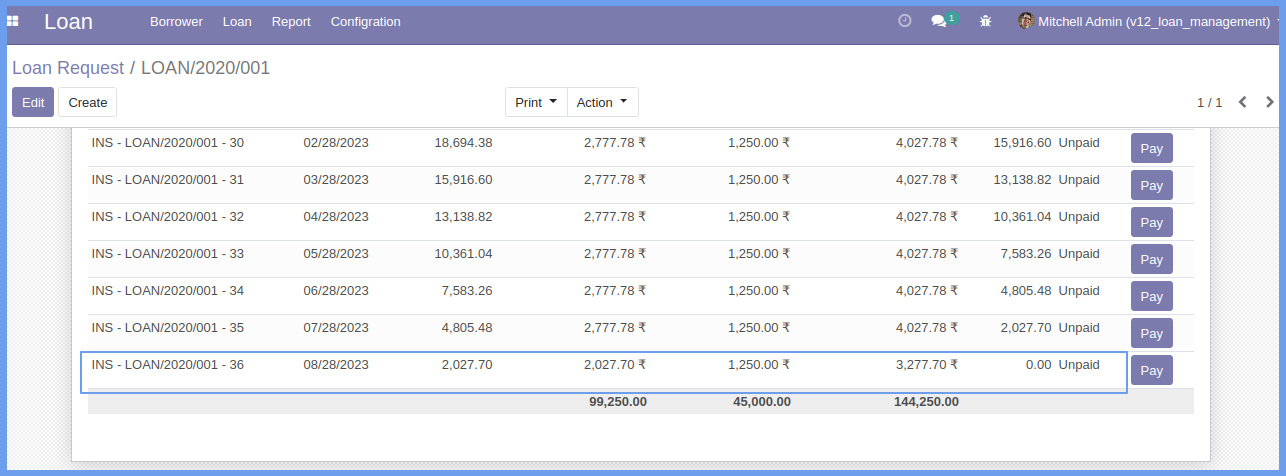 Loan Borrower Loan Report Configration 1 Mitchell Admin (v12_loan_management)
Loan Request / LOAN/2020/001
Edit Create Print Action 1 / 1
INS - LOAN/2020/001 - 30 02/28/2023 18,694.38 2,777.78 ₹ 1,250.00 ₹ 4,027.78 ₹ 15,916.60 Unpaid Pay
INS - LOAN/2020/001 - 31 03/28/2023 15,916.60 2,777.78 ₹ 1,250.00 ₹ 4,027.78 ₹ 13,138.82 Unpaid Pay
INS - LOAN/2020/001 - 32 04/28/2023 13,138.82 2,777.78 ₹ 1,250.00 ₹ 4,027.78 ₹ 10,361.04 Unpaid Pay
INS - LOAN/2020/001 - 33 05/28/2023 10,361.04 2,777.78 ₹ 1,250.00 ₹ 4,027.78 ₹ 7,583.26 Unpaid Pay
INS - LOAN/2020/001 - 34 06/28/2023 7,583.26 2,777.78 ₹ 1,250.00 ₹ 4,027.78 ₹ 4,805.48 Unpaid Pay
INS - LOAN/2020/001 - 35 07/28/2023 4,805.48 2,777.78 ₹ 1,250.00 ₹ 4,027.78 ₹ 2,027.70 Unpaid Pay
INS - LOAN/2020/001 - 36 08/28/2023 2,027.70 2,027.70 ₹ 1,250.00 ₹ 3,277.70 ₹ 0.00 Unpaid Pay
99,250.00 45,000.00 144,250.00